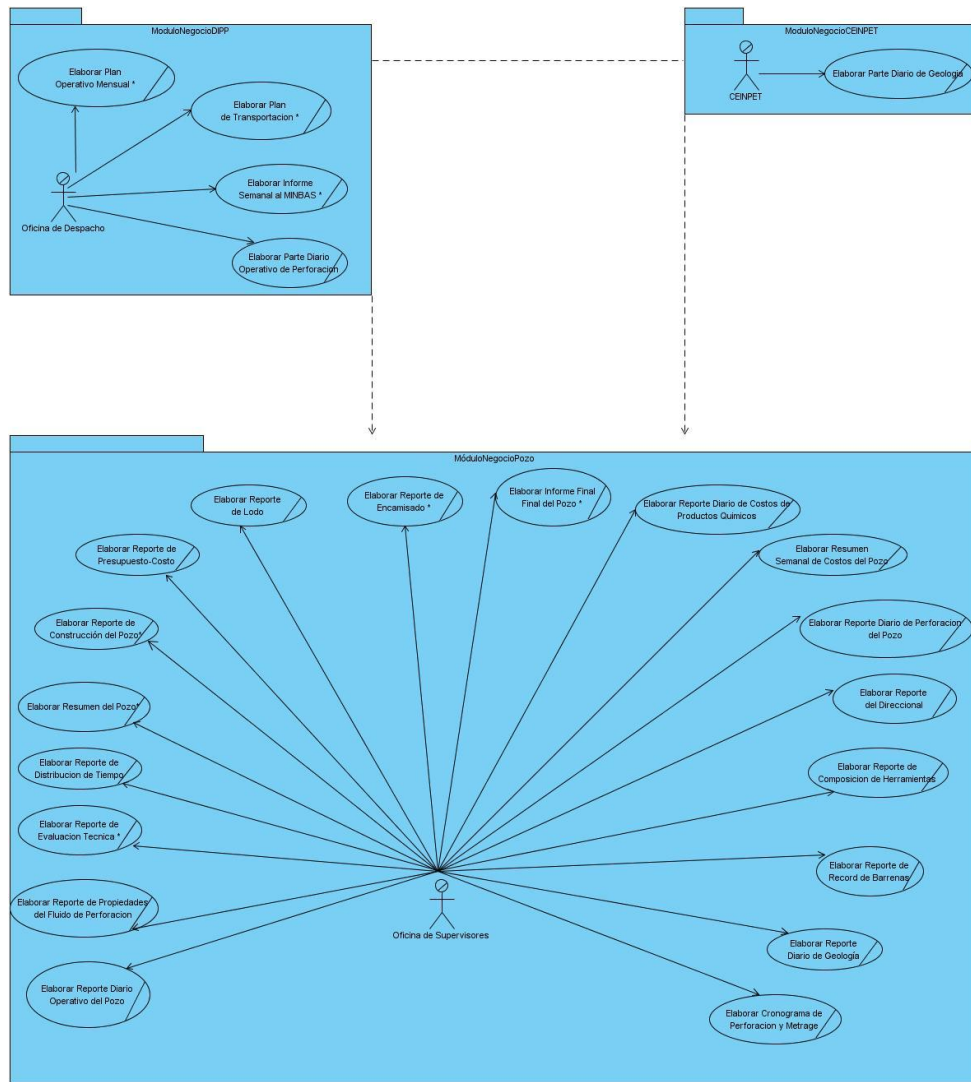 ModuloNegocioDIPP
Elaborar Plan
Operativo Mensual *
Elaborar Plan
de Transportacion *
Elaborar Informe
Semanal al MINBAS *
Oficina de Despacho
Elaborar Parte Diario
Operativo de Perforacion
ModuloNegocioCEINPET
CEINPET
Elaborar Parte Diario de Geologia
MóduloNegocioPozo
Elaborar Reporte
de Lodo
Elaborar Reporte de
Encamisado *
Elaborar Informe Final
Final del Pozo *
Elaborar Reporte Diario de Costos de
Productos Quimicos
Elaborar Reporte de
Presupuesto-Costo
Elaborar Resumen
Semanal de Costos del Pozo
Elaborar Reporte de
Construcción del Pozo*
Elaborar Reporte Diario de Perforacion
del Pozo
Elaborar Resumen del Pozo*
Elaborar Reporte
del Direccional
Elaborar Reporte de
Distribucion de Tiempo
Elaborar Reporte de
Composicion de Herramientas
Elaborar Reporte de
Evaluacion Tecnica *
Elaborar Reporte de
Record de Barrenas
Elaborar Reporte de Propiedades
del Fluido de Perforacion
Oficina de Supervisores
Elaborar Reporte
Diario de Geología
Elaborar Reporte Diario
Operativo del Pozo
Elaborar Cronograma de
Perforacion y Metrage